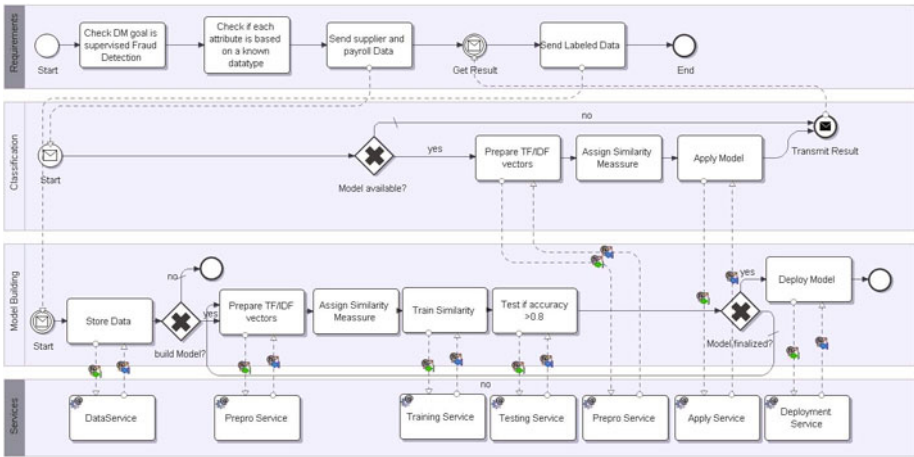 Requirements
Start
Check DM goal is
supervised Fraud
Detection
Check if each
attribute is based
on a known
datatype
Send supplier and
payroll Data
Get Result
Send Labeled Data
End
Classification
Start
Model available?
no
yes
Prepare TF/IDF
vectors
Assign Similarity
Meassure
Apply Model
Transmit Result
Model Building
Start
Store Data
build Model?
no
yes
Prepare TF/IDF
vectors
Assign Similarity
Meassure
Train Similarity
Test if accuracy
>0.8
Model finalized?
yes
no
Deploy Model
Services
DataService
Prepro Service
Training Service
Testing Service
Prepro Service
Apply Service
Deployment
Service